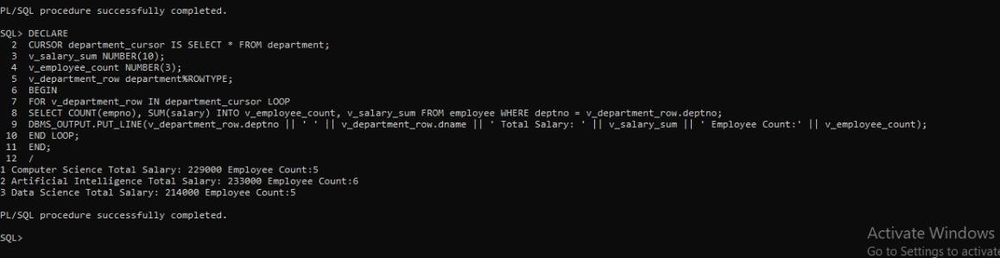 PL/SQL procedure successfully completed.
SQL> DECLARE
2 CURSOR department_cursor IS SELECT * FROM department;
3 v_salary_sum NUMBER(10);
4 v_employee_count NUMBER(3);
5 v_department_row department%ROWTYPE;
6 BEGIN
7 FOR v_department_row IN department_cursor LOOP
8 SELECT COUNT(empno), SUM(salary) INTO v_employee_count, v_salary_sum FROM employee WHERE deptno = v_department_row.deptno;
9 DBMS_OUTPUT.PUT_LINE(v_department_row.deptno || ' ' || v_department_row.dname || ' Total Salary: ' || v_salary_sum || ' Employee Count:' || v_employee_count);
10 END LOOP;
11 END;
12 /
1 Computer Science Total Salary: 229000 Employee Count:5
2 Artificial Intelligence Total Salary: 233000 Employee Count:6
3 Data Science Total Salary: 214000 Employee Count:5
PL/SQL procedure successfully completed.
SQL>
Activate Windows
Go to Settings to activate